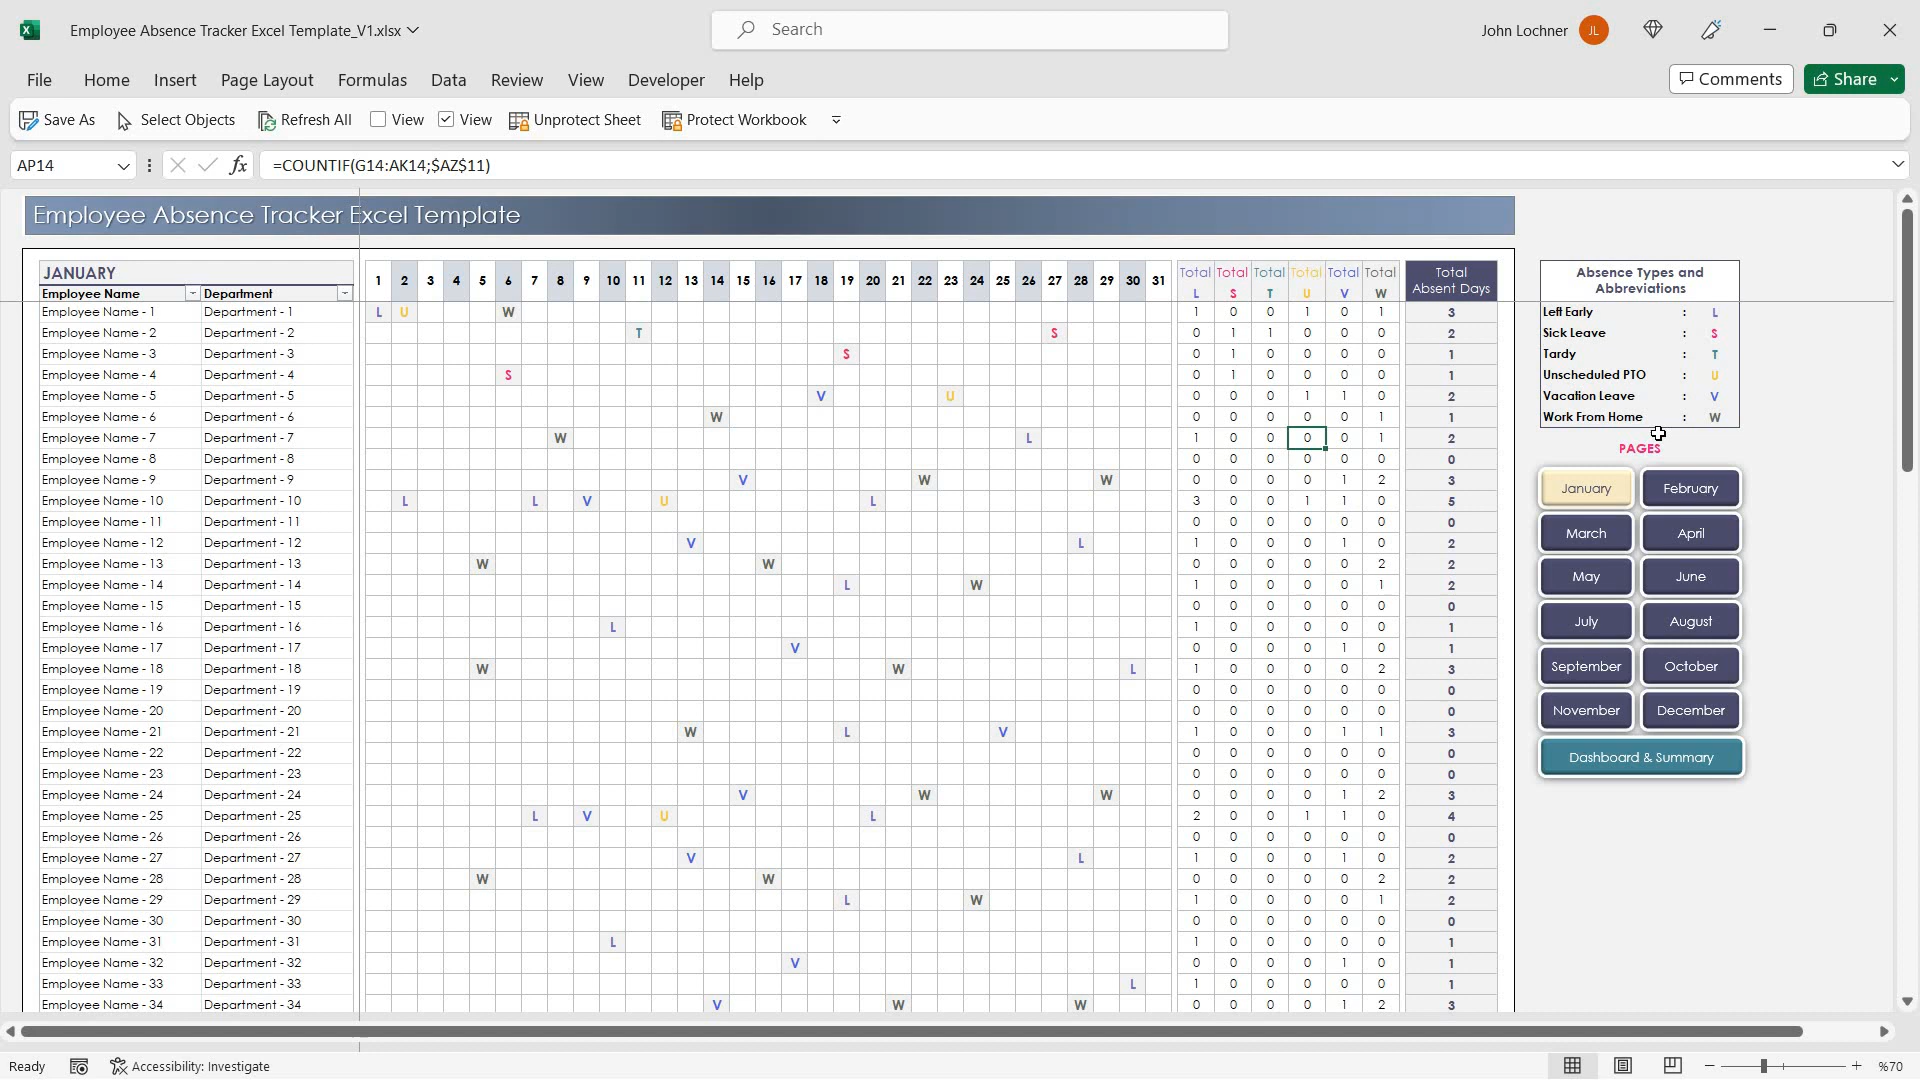 Employee Absence Tracker Excel Template_V1.xlsx
Search
John Lochner JL
File Home Insert Page Layout Formulas Data Review View Developer Help
Comments Share
Save As Select Objects Refresh All View View Unprotect Sheet Protect Workbook
AP14 fx =COUNTIF(G14:AK14;$AZ$11)
Employee Absence Tracker Excel Template
JANUARY 1 2 3 4 5 6 7 8 9 10 11 12 13 14 15 16 17 18 19 20 21 22 23 24 25 26 27 28 29 30 31
Total Total Total Total Total Total Total
L S T U V W Absent Days
Employee Name Department
Employee Name - 1 Department - 1 L U W 1 0 0 1 0 1 3
Employee Name - 2 Department - 2 T S 0 1 1 0 0 0 2
Employee Name - 3 Department - 3 S 0 1 0 0 0 0 1
Employee Name - 4 Department - 4 S 0 1 0 0 0 0 1
Employee Name - 5 Department - 5 V U 0 0 0 1 1 0 2
Employee Name - 6 Department - 6 W 0 0 0 0 0 1 1
Employee Name - 7 Department - 7 W L 1 0 0 0 0 1 2
Employee Name - 8 Department - 8 0 0 0 0 0 0 0
Employee Name - 9 Department - 9 V W W 0 0 0 0 1 2 3
Employee Name - 10 Department - 10 L L V U L 3 0 0 1 1 0 5
Employee Name - 11 Department - 11 0 0 0 0 0 0 0
Employee Name - 12 Department - 12 V L 1 0 0 0 1 0 2
Employee Name - 13 Department - 13 W W 0 0 0 0 0 2 2
Employee Name - 14 Department - 14 L W 1 0 0 0 0 1 2
Employee Name - 15 Department - 15 0 0 0 0 0 0 0
Employee Name - 16 Department - 16 L 1 0 0 0 0 0 1
Employee Name - 17 Department - 17 V 0 0 0 0 1 0 1
Employee Name - 18 Department - 18 W W L 1 0 0 0 0 2 3
Employee Name - 19 Department - 19 0 0 0 0 0 0 0
Employee Name - 20 Department - 20 0 0 0 0 0 0 0
Employee Name - 21 Department - 21 W L V 1 0 0 0 1 1 3
Employee Name - 22 Department - 22 0 0 0 0 0 0 0
Employee Name - 23 Department - 23 0 0 0 0 0 0 0
Employee Name - 24 Department - 24 V W W 0 0 0 0 1 2 3
Employee Name - 25 Department - 25 L V U L 2 0 0 1 1 0 4
Employee Name - 26 Department - 26 0 0 0 0 0 0 0
Employee Name - 27 Department - 27 V L 1 0 0 0 1 0 2
Employee Name - 28 Department - 28 W W 0 0 0 0 0 2 2
Employee Name - 29 Department - 29 L W 1 0 0 0 0 1 2
Employee Name - 30 Department - 30 0 0 0 0 0 0 0
Employee Name - 31 Department - 31 L 1 0 0 0 0 0 1
Employee Name - 32 Department - 32 V 0 0 0 0 1 0 1
Employee Name - 33 Department - 33 L 1 0 0 0 0 0 1
Employee Name - 34 Department - 34 V W W 0 0 0 0 1 2 3
Absence Types and
Abbreviations
Left Early : L
Sick Leave : S
Tardy : T
Unscheduled PTO : U
Vacation Leave : V
Work From Home : W
PAGES
January February
March April
May June
July August
September October
November December
Dashboard & Summary
Ready Accessibility: Investigate %70